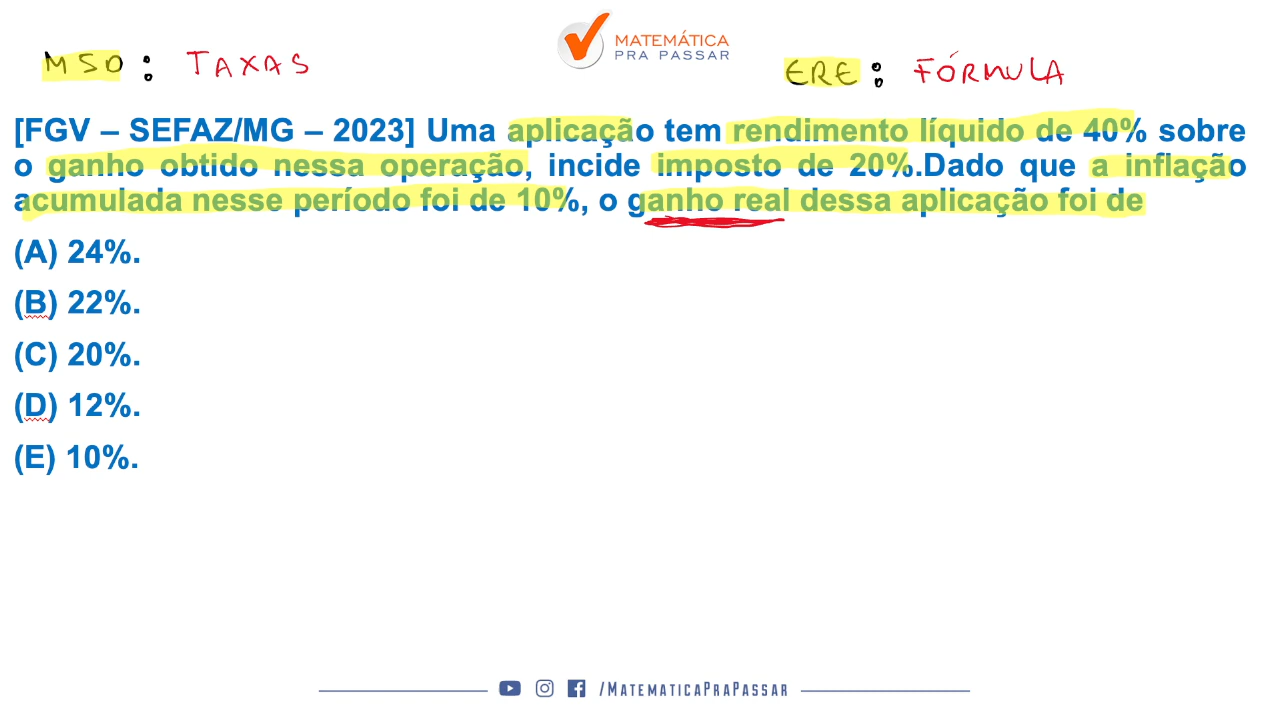 MATEMÁTICA
PRA PASSAR
MSD : TAXAS
ERE : FÓRMULA
[FGV – SEFAZ/MG – 2023] Uma aplicação tem rendimento líquido de 40% sobre
o ganho obtido nessa operação, incide imposto de 20%.Dado que a inflação
acumulada nesse período foi de 10%, o ganho real dessa aplicação foi de
(A) 24%.
(B) 22%.
(C) 20%.
(D) 12%.
(E) 10%.
/MATEMATICAPRAPASSAR